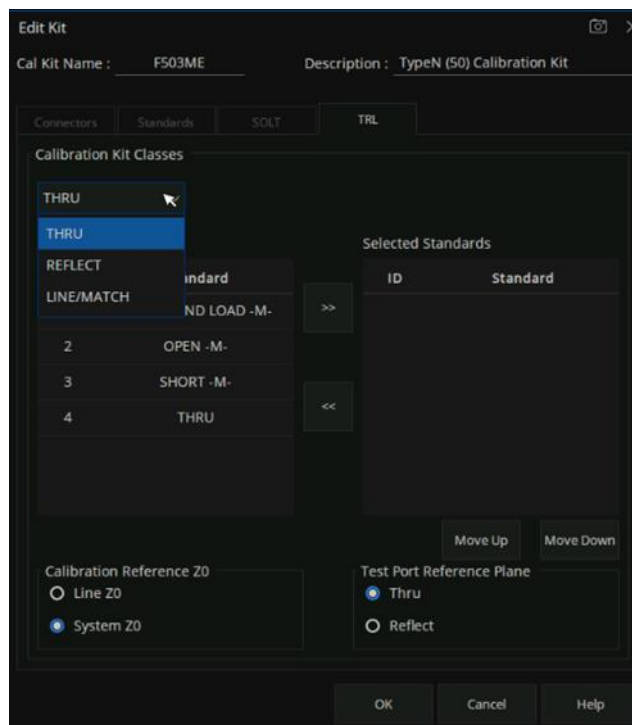 Edit Kit
Cal Kit Name : F503ME Description : TypeN (50) Calibration Kit
Connectors Standards SOLT TRL
Calibration Kit Classes
THRU
THRU
REFLECT
LINE/MATCH
Selected Standards
ndard
ID Standard
ND LOAD -M-
>>
2 OPEN -M-
3 SHORT -M-
<<
4 THRU
Move Up Move Down
Calibration Reference Z0
Line Z0
System Z0
Test Port Reference Plane
Thru
Reflect
OK Cancel Help